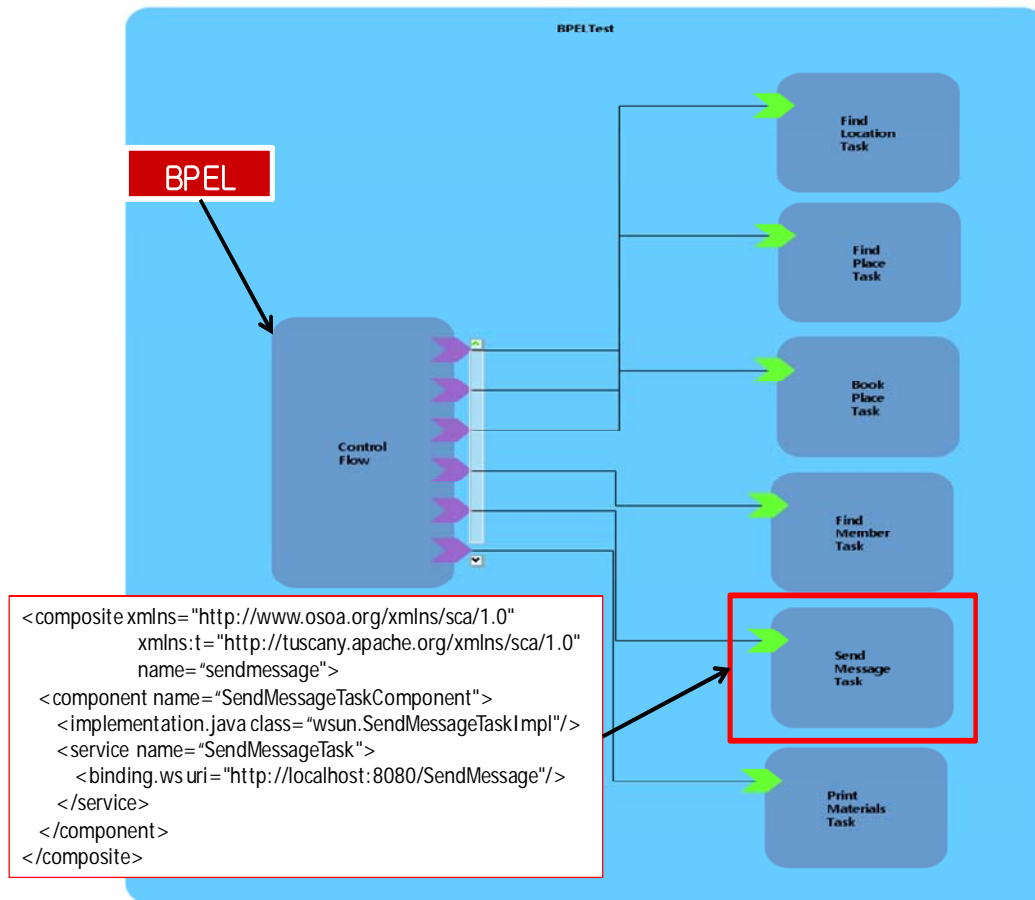 BPELTest
BPEL
Find
Location
Task
Find
Place
Task
Book
Place
Task
Control
Flow
Find
Member
Task
Send
Message
Task
Print
Materials
Task
<composite xmlns="http://www.osoa.org/xmlns/sca/1.0"
xmlns:t="http://tuscany.apache.org/xmlns/sca/1.0"
name=“sendmessage">
<component name=“SendMessageTaskComponent">
<implementation.java class=“wsun.SendMessageTaskImpl"/>
<service name=“SendMessageTask">
<binding.ws uri="http://localhost:8080/SendMessage"/>
</service>
</component>
</composite>